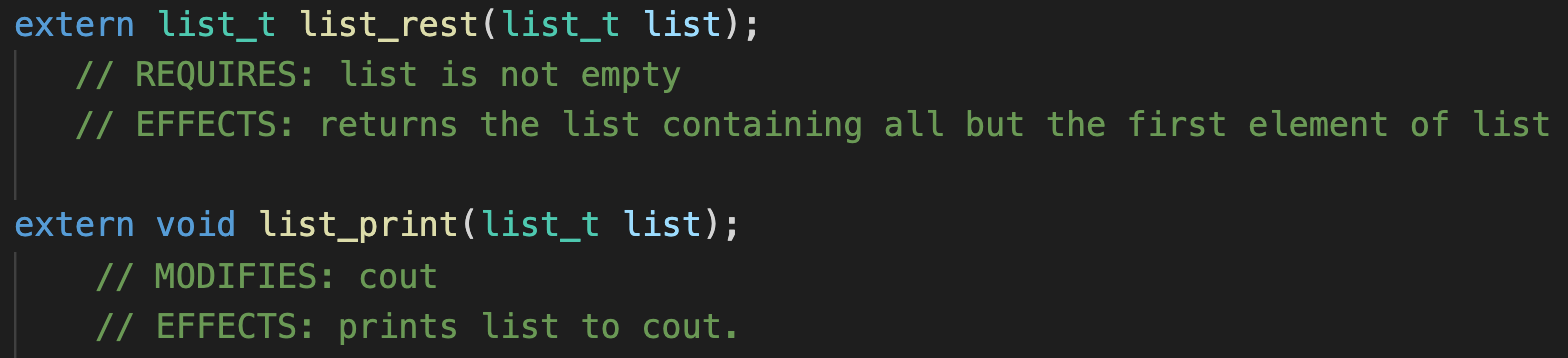 extern list_t list_rest(list_t list);
// REQUIRES: list is not empty
// EFFECTS: returns the list containing all but the first element of list
extern void list_print(list_t list);
// MODIFIES: cout
// EFFECTS: prints list to cout.